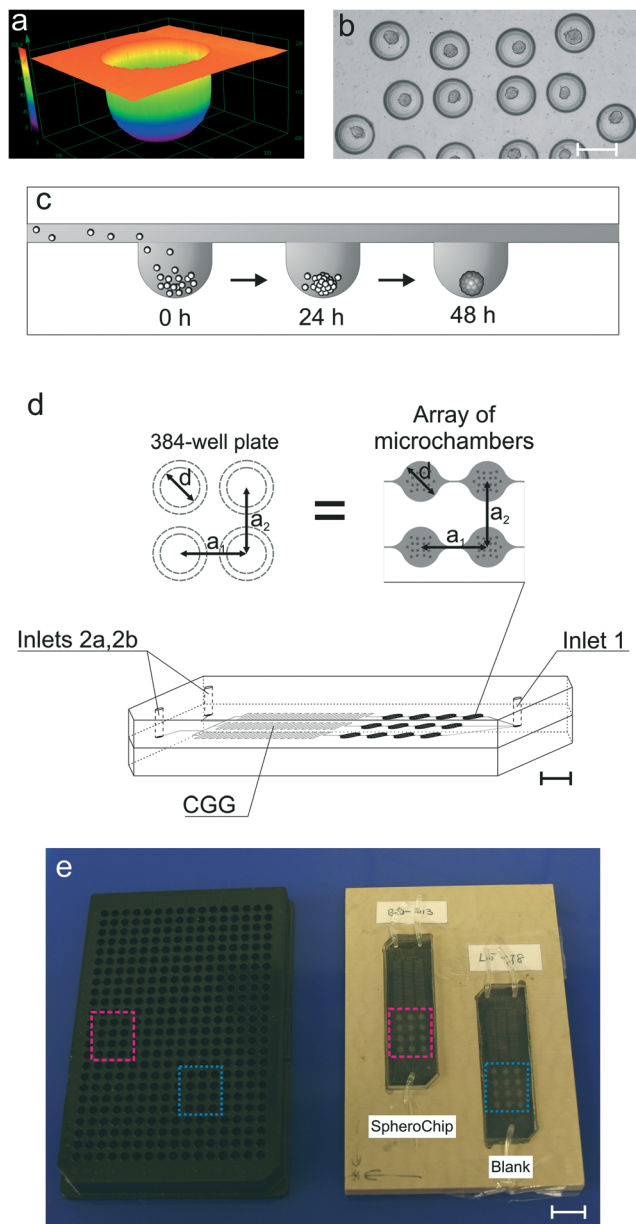 a
b
c
0 h
24 h
48 h
d
384-well plate
Array of
microchambers
d
a2
a1
=
d
a2
a1
Inlets 2a,2b
Inlet 1
CGG
e
SpheroChip
Blank